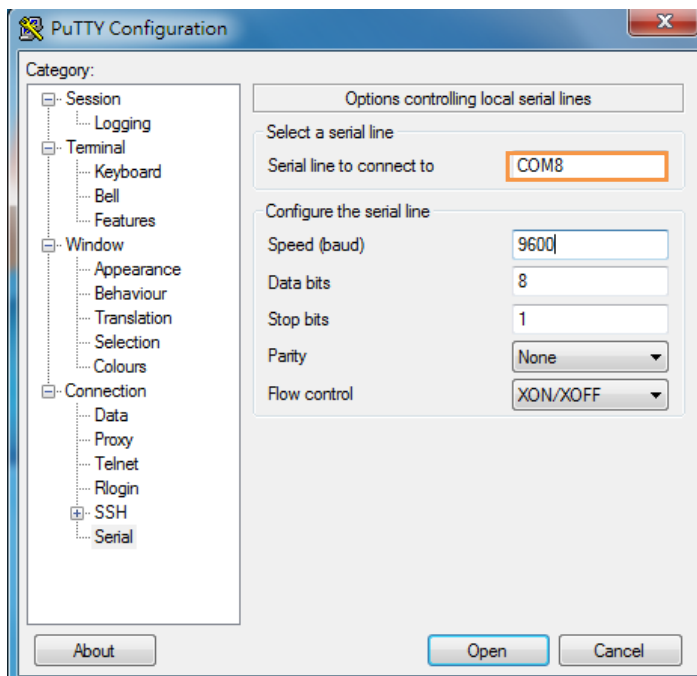 PuTTY Configuration
Category:
Session
Logging
Terminal
Keyboard
Bell
Features
Window
Appearance
Behaviour
Translation
Selection
Colours
Connection
Data
Proxy
Telnet
Rlogin
SSH
Serial
Options controlling local serial lines
Select a serial line
Serial line to connect to COM8
Configure the serial line
Speed (baud) 9600
Data bits 8
Stop bits 1
Parity None
Flow control XON/XOFF
About Open Cancel